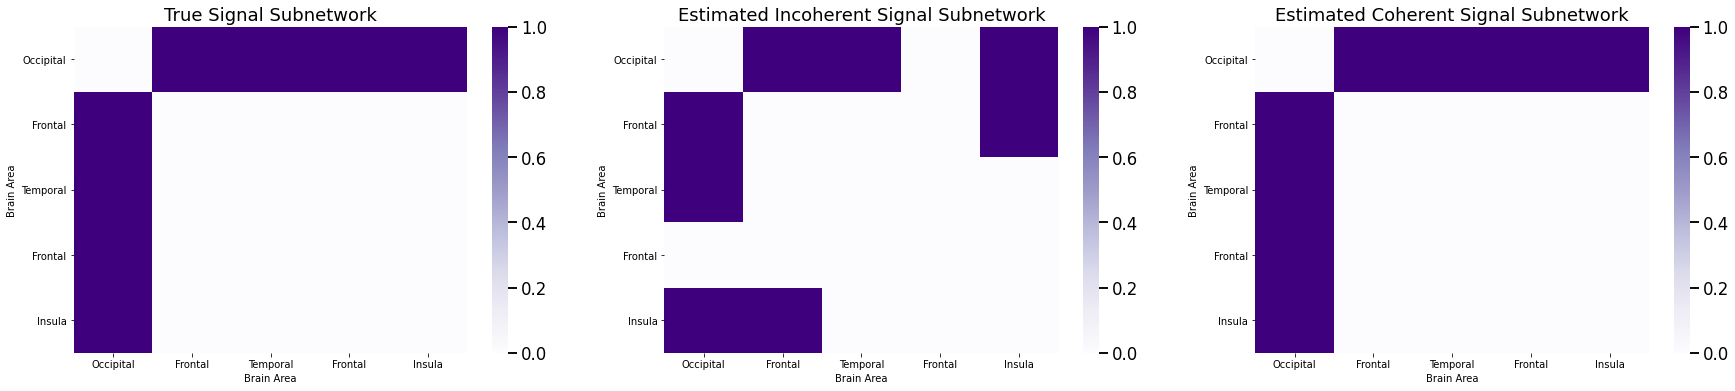 True Signal Subnetwork
Occipital
Frontal
Temporal
Frontal
Insula
Brain Area
Occipital Frontal Temporal Frontal Insula
Brain Area
1.0
0.8
0.6
0.4
0.2
0.0
Estimated Incoherent Signal Subnetwork
Occipital
Frontal
Temporal
Frontal
Insula
Brain Area
Occipital Frontal Temporal Frontal Insula
Brain Area
1.0
0.8
0.6
0.4
0.2
0.0
Estimated Coherent Signal Subnetwork
Occipital
Frontal
Temporal
Frontal
Insula
Brain Area
Occipital Frontal Temporal Frontal Insula
Brain Area
1.0
0.8
0.6
0.4
0.2
0.0